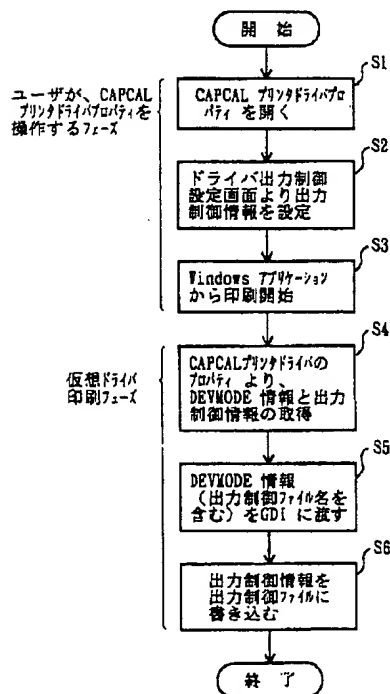 開 始
S1
CAPCAL プリンタドライバプロ
パティ を開く
ユーザが、CAPCAL
プリンタドライバプロパティを
操作するフェーズ
S2
ドライバ出力制御
設定画面より出力
制御情報を設定
S3
Windows アプリケーション
から印刷開始
S4
CAPCALプリンタドライバの
プロパティ より、
DEVMODE 情報と出力
制御情報の取得
仮想ドライバ
印刷フェーズ
S5
DEVMODE 情報
(出力制御ファイル名を
含む)をGDI に渡す
S6
出力制御情報を
出力制御ファイルに
書き込む
終 了